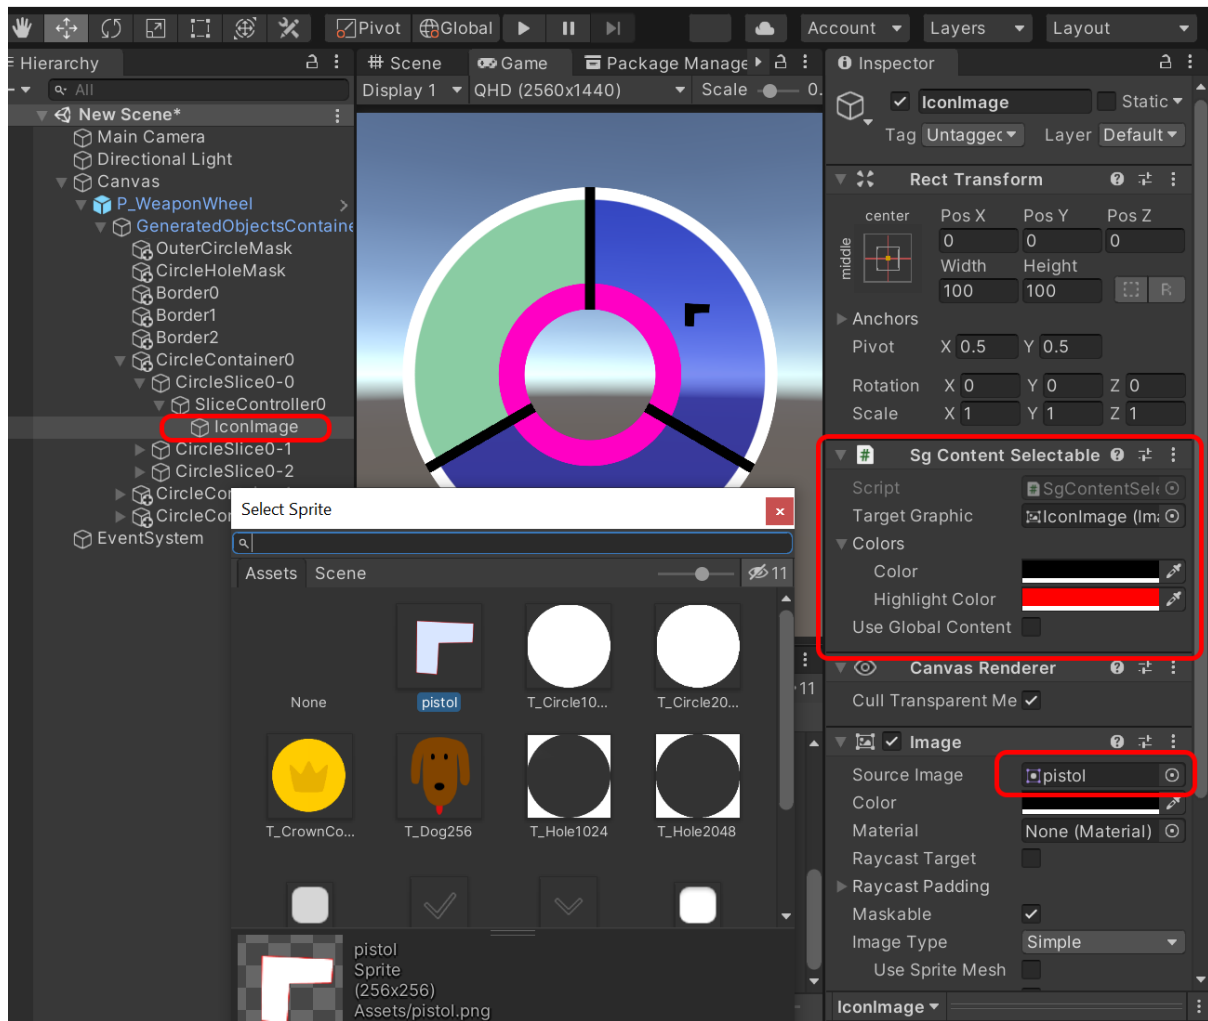 Pivot
Global
Account
Layers
Layout
Hierarchy
Scene
Game
Package Manage
Inspector
All
Display 1
QHD (2560x1440)
Scale
0.
IconImage
Static
New Scene*
Tag
Untagged
Layer
Default
Main Camera
Directional Light
Canvas
P_WeaponWheel
GeneratedObjectsContaine
OuterCircleMask
CircleHoleMask
Border0
Border1
Border2
CircleContainer0
CircleSlice0-0
SliceController0
IconImage
CircleSlice0-1
CircleSlice0-2
CircleCor
CircleCor
EventSystem
Rect Transform
center
Pos X
Pos Y
Pos Z
middle
0
0
0
Width
Height
100
100
R
Anchors
Pivot
X 0.5
Y 0.5
Rotation
X 0
Y 0
Z 0
Scale
X 1
Y 1
Z 1
# Sg Content Selectable
Script
# SgContentSele
Target Graphic
IconImage (Ima
Colors
Color
Highlight Color
Use Global Content
Canvas Renderer
Cull Transparent Me
Image
Source Image
pistol
Color
Material
None (Material)
Raycast Target
Raycast Padding
Maskable
Image Type
Simple
Use Sprite Mesh
IconImage
Select Sprite
Assets
Scene
11
11
None
pistol
T_Circle10...
T_Circle20...
T_CrownCo...
T_Dog256
T_Hole1024
T_Hole2048
pistol
Sprite
(256x256)
Assets/pistol.png